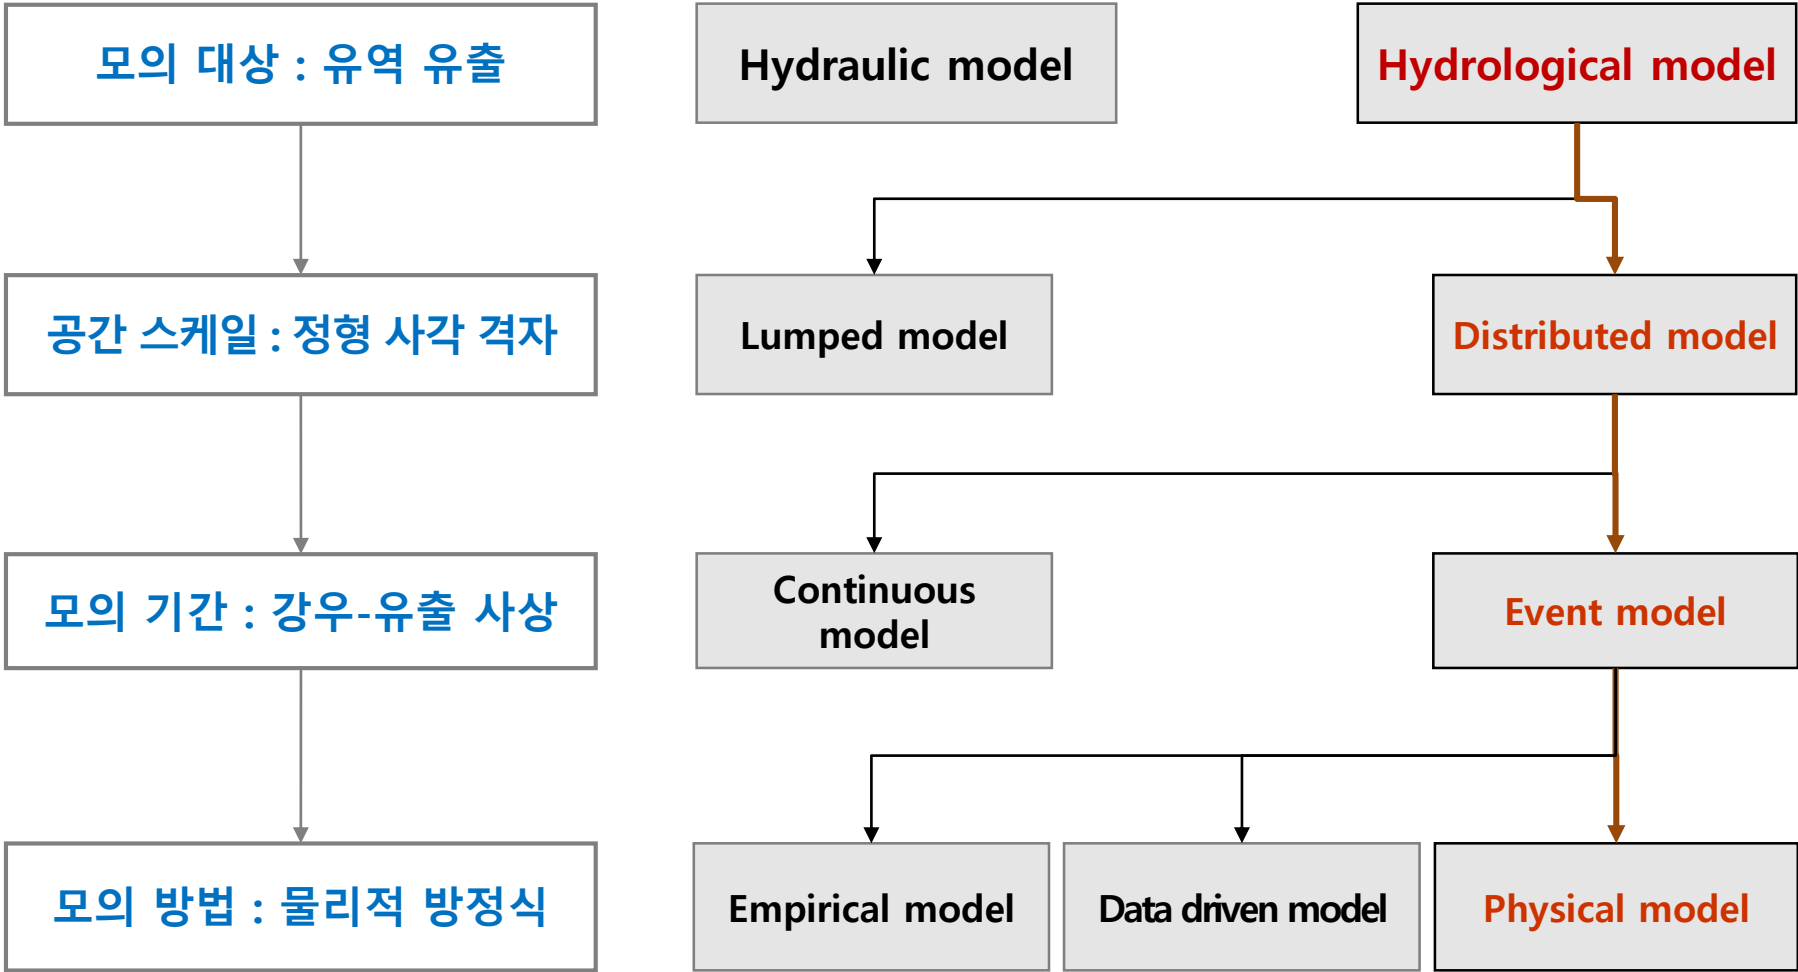 모의 대상 : 유역 유출
Hydraulic model
Hydrological model
공간 스케일 : 정형 사각 격자
Lumped model
Distributed model
모의 기간 : 강우-유출 사상
Continuous
model
Event model
모의 방법 : 물리적 방정식
Empirical model
Data driven model
Physical model